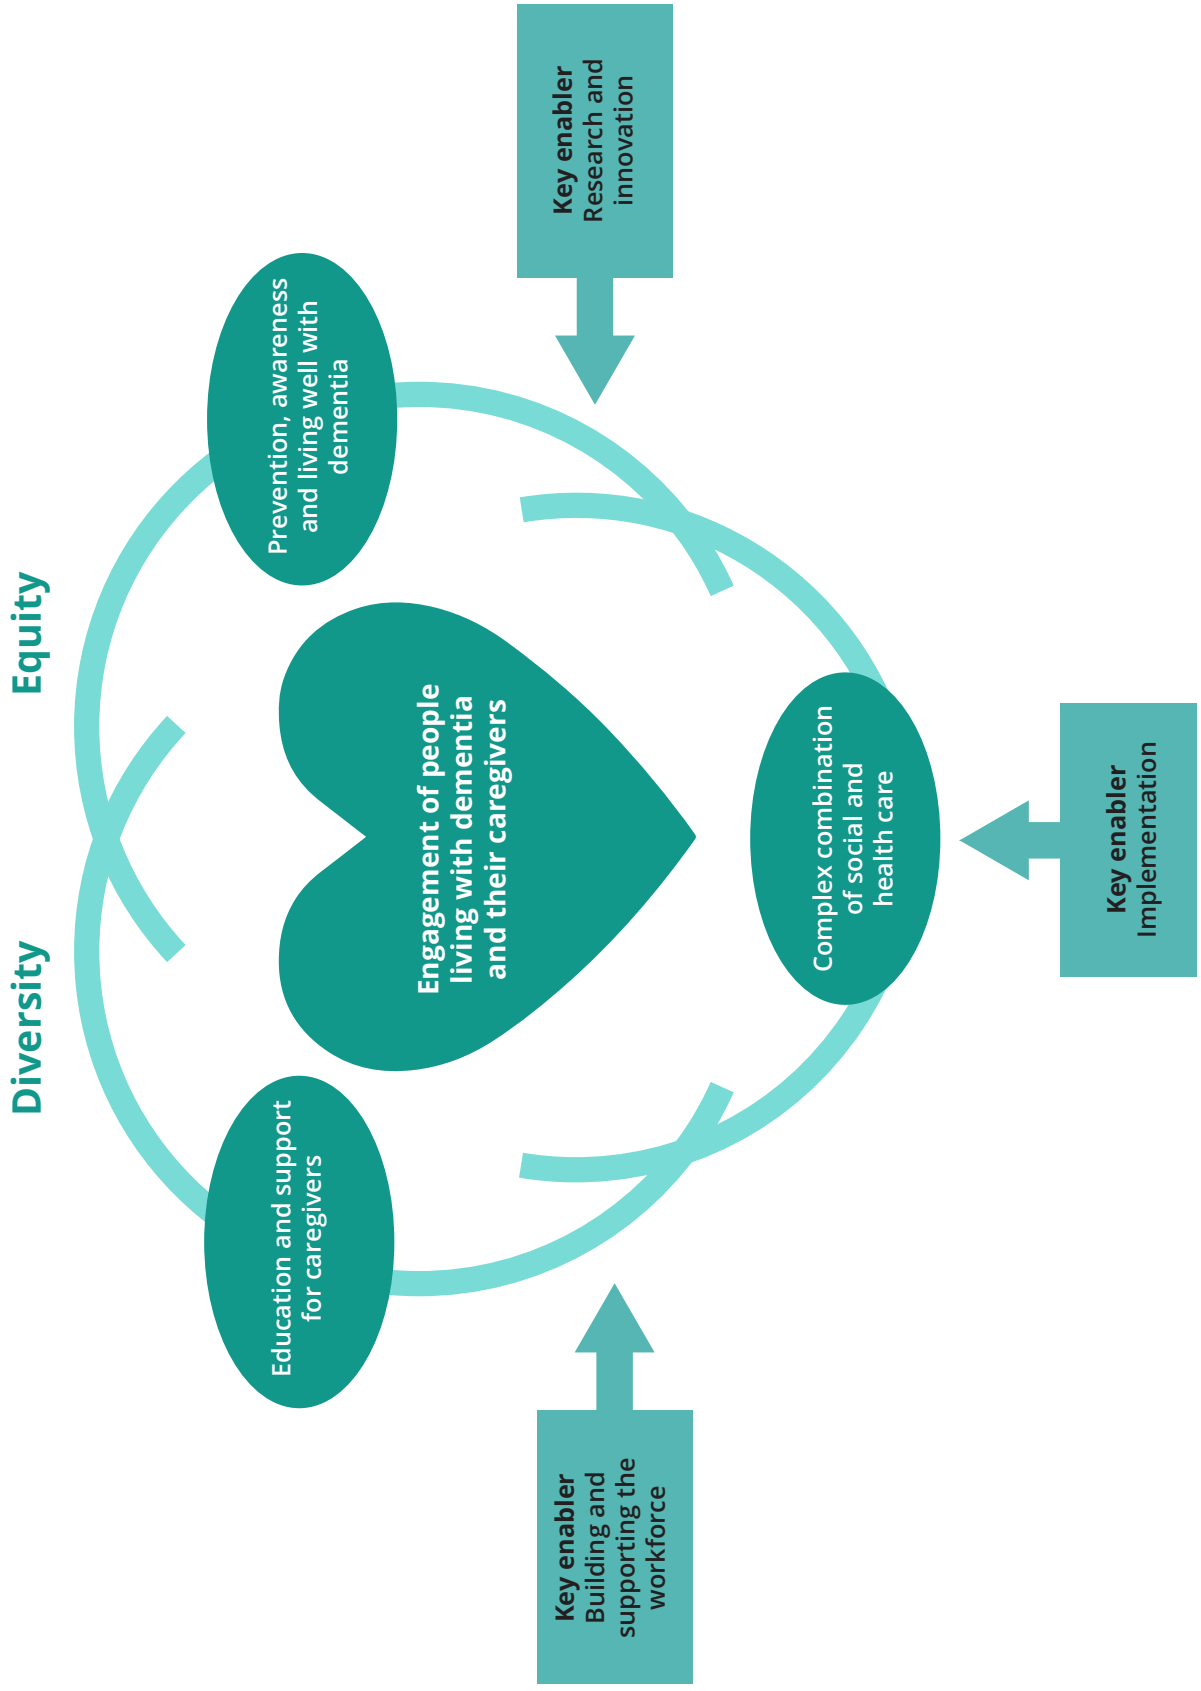 Diversity
Equity
Education and support
for caregivers
Prevention, awareness
and living well with
dementia
Engagement of people
living with dementia
and their caregivers
Key enabler
Building and
supporting the
workforce
Key enabler
Research and
innovation
Complex combination
of social and
health care
Key enabler
Implementation